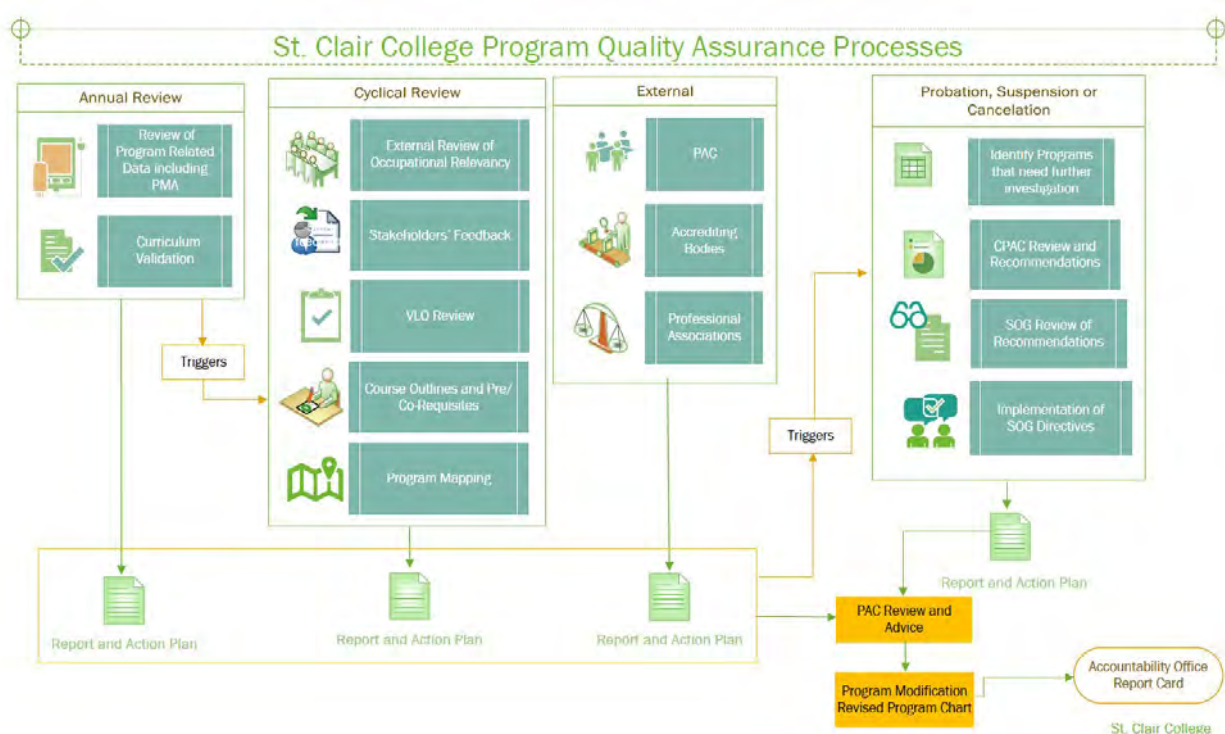 St. Clair College Program Quality Assurance Processes
Annual Review
Review of
Program Related
Data including
PMA
Curriculum
Validation
Triggers
Cyclical Review
External Review of
Occupational Relevancy
Stakeholders' Feedback
VLO Review
Course Outlines and Pre/
Co-Requisites
Program Mapping
External
PAC
Accrediting
Bodies
Professional
Associations
Triggers
Probation, Suspension or
Cancelation
Identify Programs
that need further
investigation
CPAC Review and
Recommendations
SOG Review of
Recommendations
Implementation of
SOG Directives
Report and Action Plan
Report and Action Plan
Report and Action Plan
Report and Action Plan
PAC Review and
Advice
Program Modification
Revised Program Chart
Accountability Office
Report Card
St. Clair College